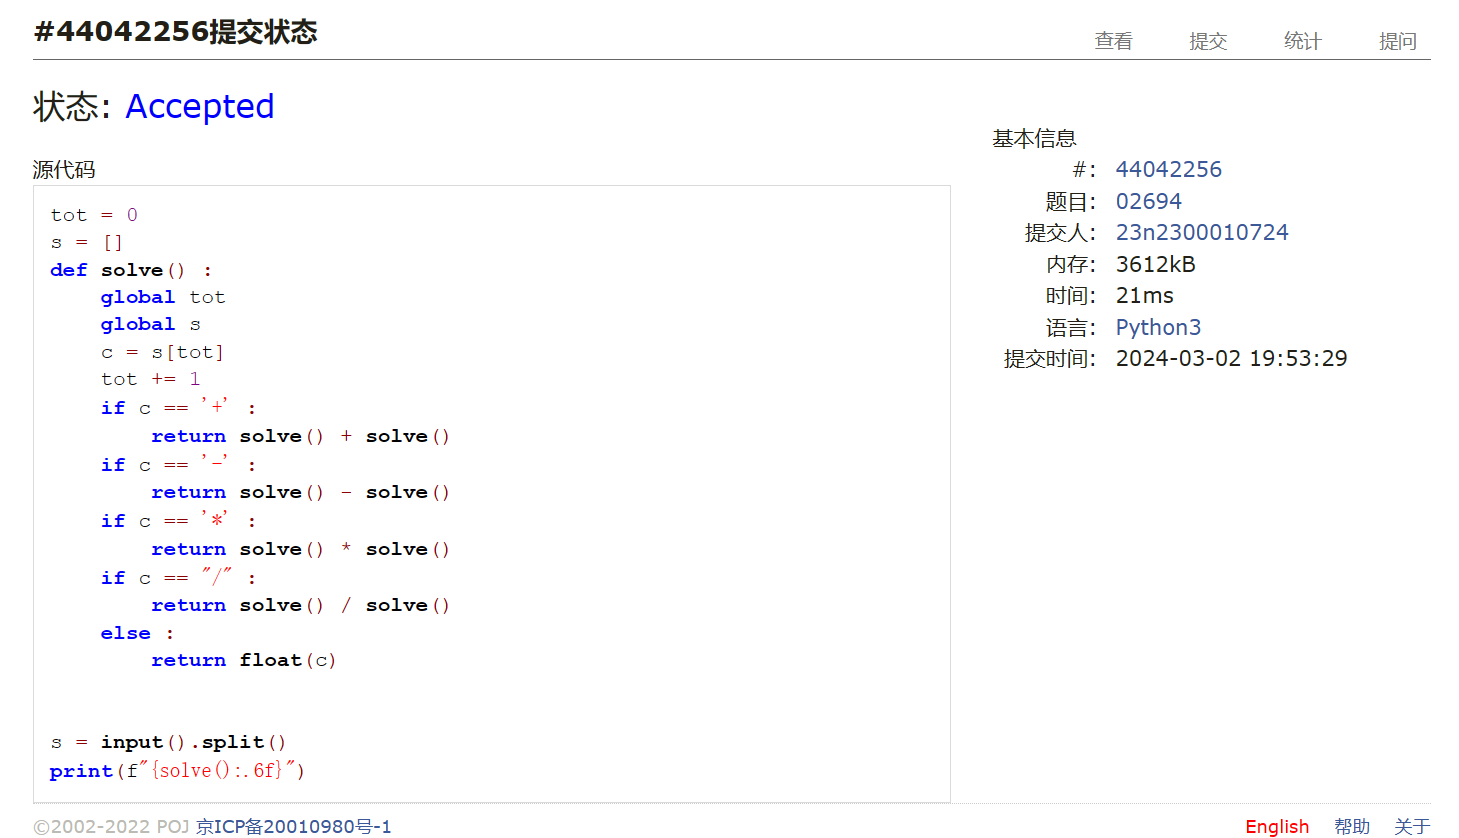 #44042256提交状态
查看 提交 统计 提问
状态: Accepted
源代码
tot = 0
s = []
def solve() :
    global tot
    global s
    c = s[tot]
    tot += 1
    if c == '+' :
        return solve() + solve()
    if c == '-' :
        return solve() - solve()
    if c == '*' :
        return solve() * solve()
    if c == "/" :
        return solve() / solve()
    else :
        return float(c)
s = input().split()
print(f"{solve():.6f}")
基本信息
#: 44042256
题目: 02694
提交人: 23n2300010724
内存: 3612kB
时间: 21ms
语言: Python3
提交时间: 2024-03-02 19:53:29
©2002-2022 POJ 京ICP备20010980号-1
English 帮助 关于